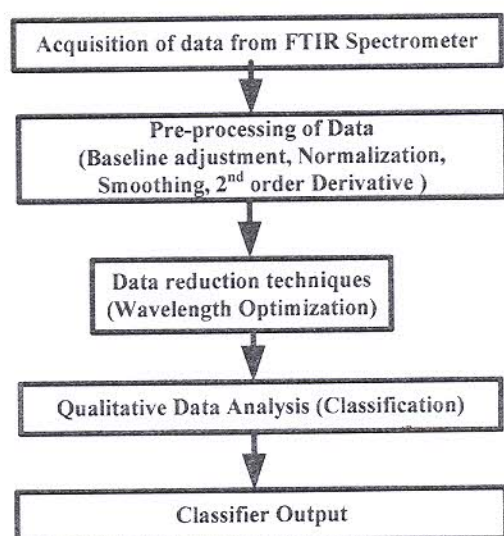 Acquisition of data from FTIR Spectrometer
Pre-processing of Data
(Baseline adjustment, Normalization,
Smoothing, 2nd order Derivative )
Data reduction techniques
(Wavelength Optimization)
Qualitative Data Analysis (Classification)
Classifier Output